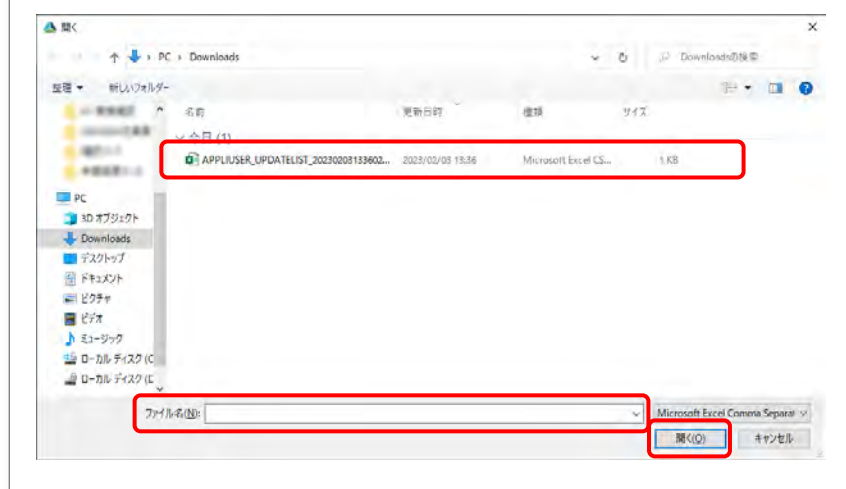 開く
PC › Downloads
Downloadsの検索
整理 ▾ 新しいフォルダー
名前 更新日時 種類 サイズ
今日 (1)
APPLIUSER_UPDATELIST_20230203133602... 2023/02/03 13:36 Microsoft Excel CS... 1 KB
PC
3D オブジェクト
Downloads
デスクトップ
ドキュメント
ピクチャ
ビデオ
ミュージック
ローカル ディスク (C
ローカル ディスク (
ファイル名(N):
Microsoft Excel Comma Separat
開く(O) キャンセル